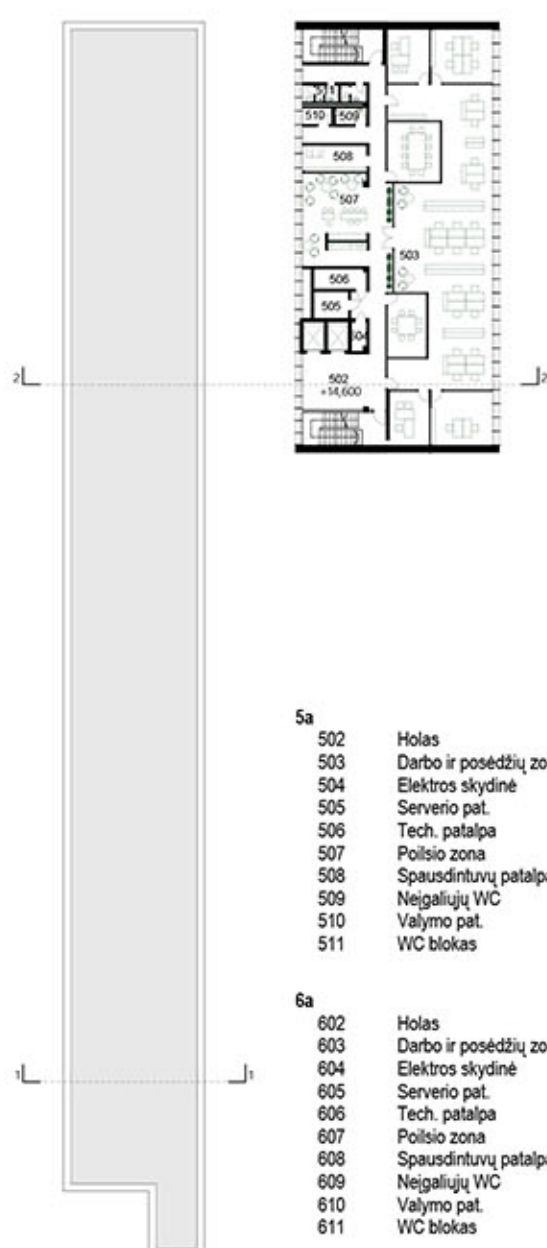 511
510 509
508
507
503
506
505
504
502
+14,600
2 2
5a
502 Holas
503 Darbo ir posėdžių zo
504 Elektros skydinė
505 Serverio pat.
506 Tech. patalpa
507 Poilsio zona
508 Spausdintuvų patalpa
509 Neįgaliųjų WC
510 Valymo pat.
511 WC blokas
6a
602 Holas
603 Darbo ir posėdžių zo
604 Elektros skydinė
605 Serverio pat.
606 Tech. patalpa
607 Poilsio zona
608 Spausdintuvų patalpa
609 Neįgaliųjų WC
610 Valymo pat.
611 WC blokas
1 1